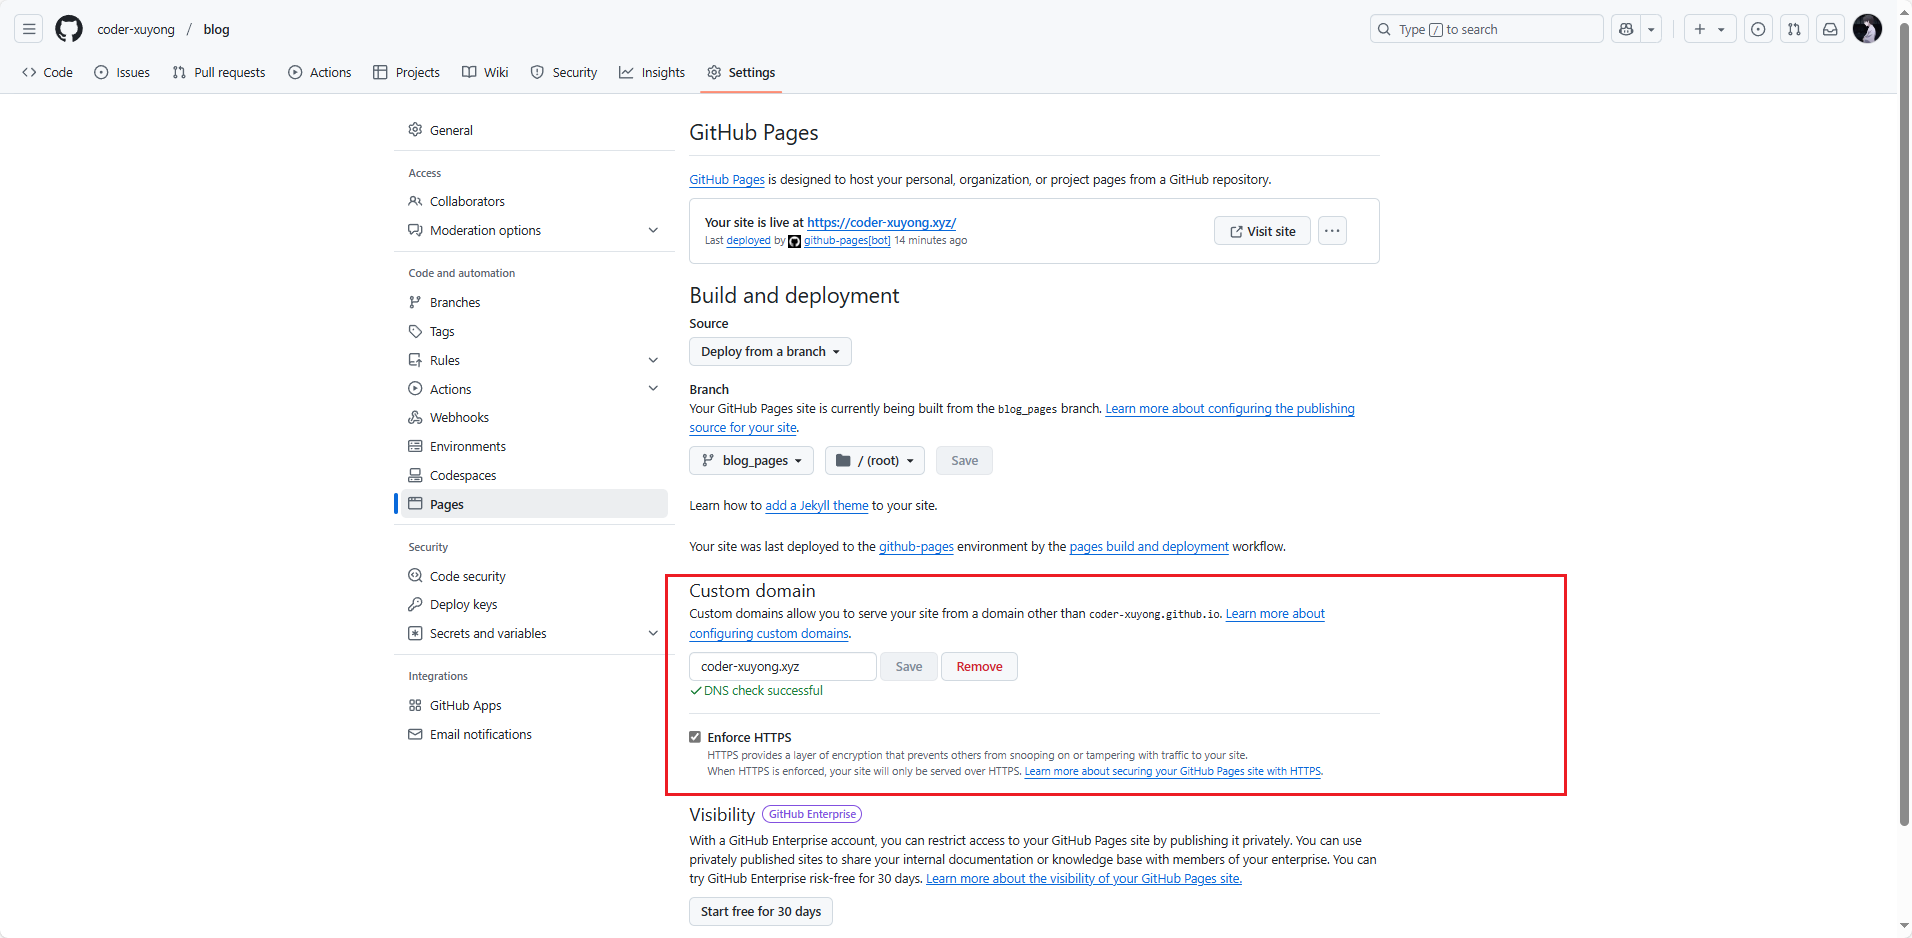 coder-xuyong / blog
Type / to search
Code
Issues
Pull requests
Actions
Projects
Wiki
Security
Insights
Settings
General
Access
Collaborators
Moderation options
Code and automation
Branches
Tags
Rules
Actions
Webhooks
Environments
Codespaces
Pages
Security
Code security
Deploy keys
Secrets and variables
Integrations
GitHub Apps
Email notifications
GitHub Pages
GitHub Pages is designed to host your personal, organization, or project pages from a GitHub repository.
Your site is live at https://coder-xuyong.xyz/
Last deployed by github-pages[bot] 14 minutes ago
Visit site
Build and deployment
Source
Deploy from a branch
Branch
Your GitHub Pages site is currently being built from the blog_pages branch. Learn more about configuring the publishing
source for your site.
blog_pages
/ (root)
Save
Learn how to add a Jekyll theme to your site.
Your site was last deployed to the github-pages environment by the pages build and deployment workflow.
Custom domain
Custom domains allow you to serve your site from a domain other than coder-xuyong.github.io. Learn more about
configuring custom domains.
coder-xuyong.xyz
Save
Remove
DNS check successful
Enforce HTTPS
HTTPS provides a layer of encryption that prevents others from snooping on or tampering with traffic to your site.
When HTTPS is enforced, your site will only be served over HTTPS. Learn more about securing your GitHub Pages site with HTTPS.
Visibility
GitHub Enterprise
With a GitHub Enterprise account, you can restrict access to your GitHub Pages site by publishing it privately. You can use
privately published sites to share your internal documentation or knowledge base with members of your enterprise. You can
try GitHub Enterprise risk-free for 30 days. Learn more about the visibility of your GitHub Pages site.
Start free for 30 days